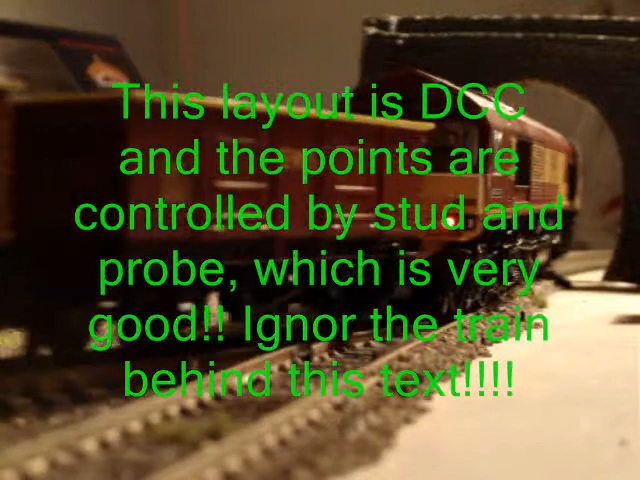 This layout is DCC
and the points are
controlled by stud and
probe, which is very
good!! Ignor the train
behind this text!!!!